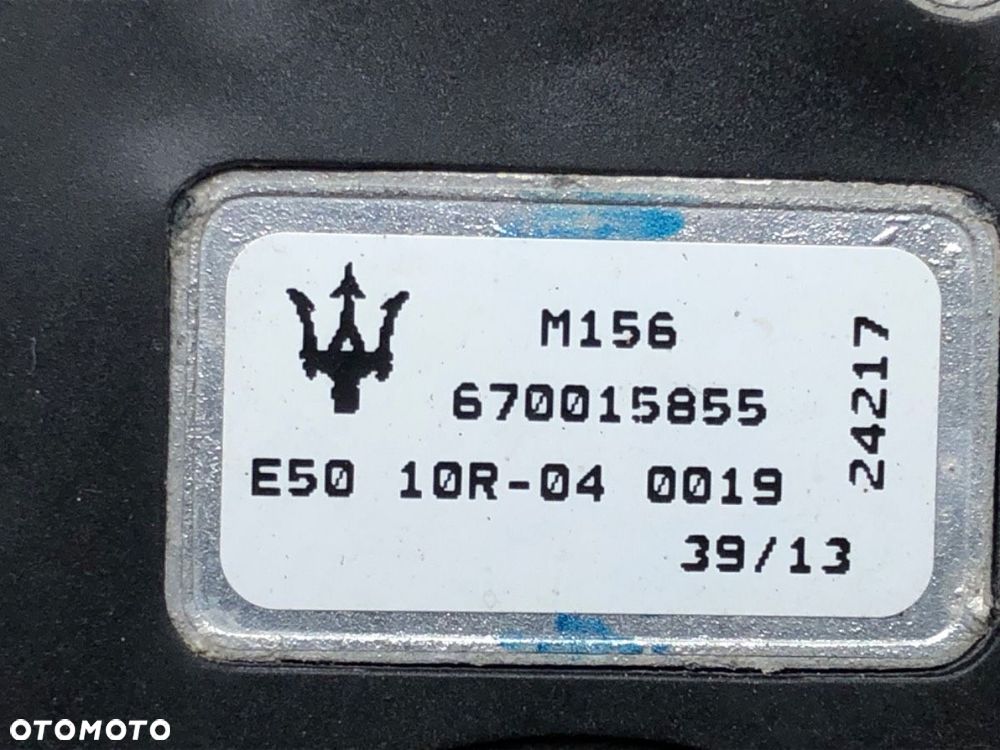 M156
670015855
E50 10R-04 0019
39/13
24217
OTOMOTO